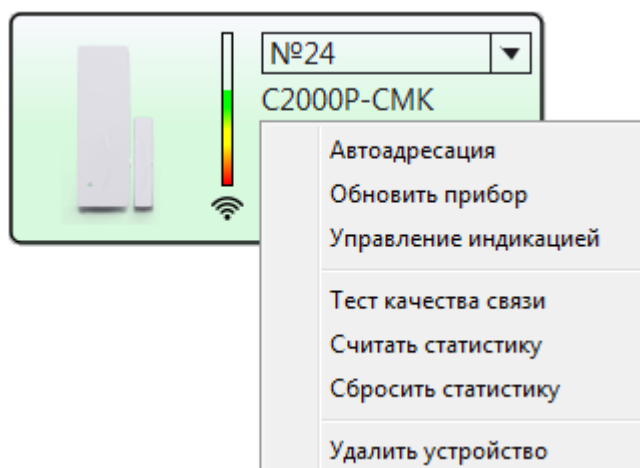 №24
С2000Р-СМК
Автоадресация
Обновить прибор
Управление индикацией
Тест качества связи
Считать статистику
Сбросить статистику
Удалить устройство